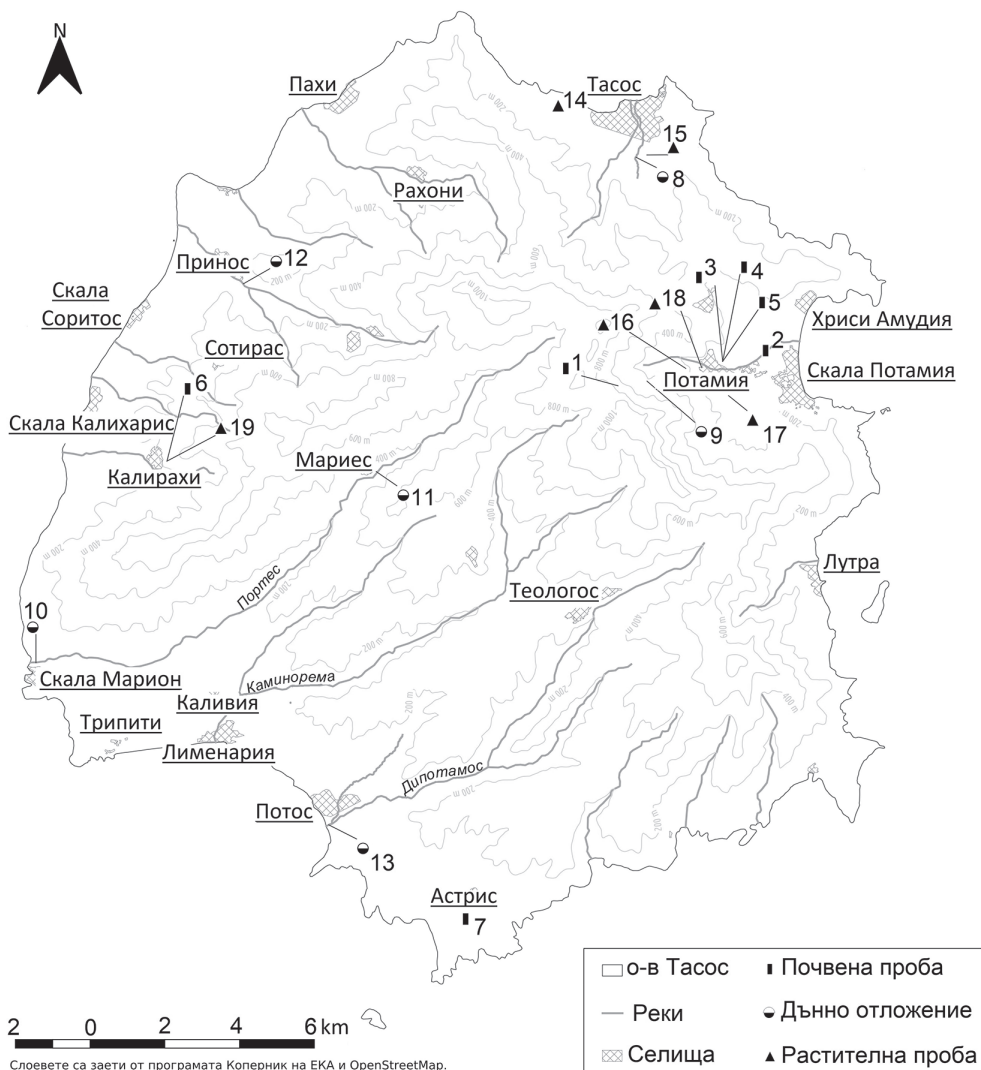 N
Пахи
Тасос
14
15
8
Рахони
Принос
12
3
4
5
18
16
2
Хриси Амудия
Скала Потамия
Потамия
Скала
Соритос
Сотирас
1
6
Скала Калихарис
19
17
9
Калирахи
Мариес
11
Лутра
Теологос
Портес
10
Каминорема
Скала Марион
Каливия
Трипити
Лименария
Дипотамос
Потос
13
Астрис
7
о-в Тасос
Почвена проба
Реки
Дънно отложение
Селища
Растителна проба
2 0 2 4 6 km
Слоевете са заети от програмата Коперник на ЕКА и OpenStreetMap.